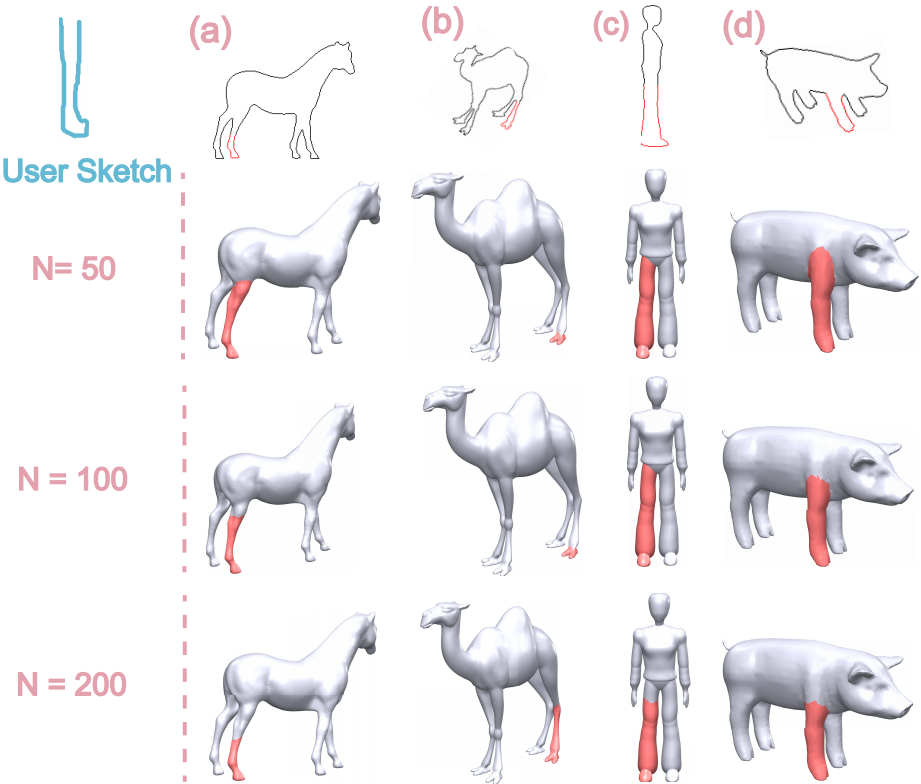 (a) (b) (c) (d)
User Sketch
N= 50
N = 100
N = 200